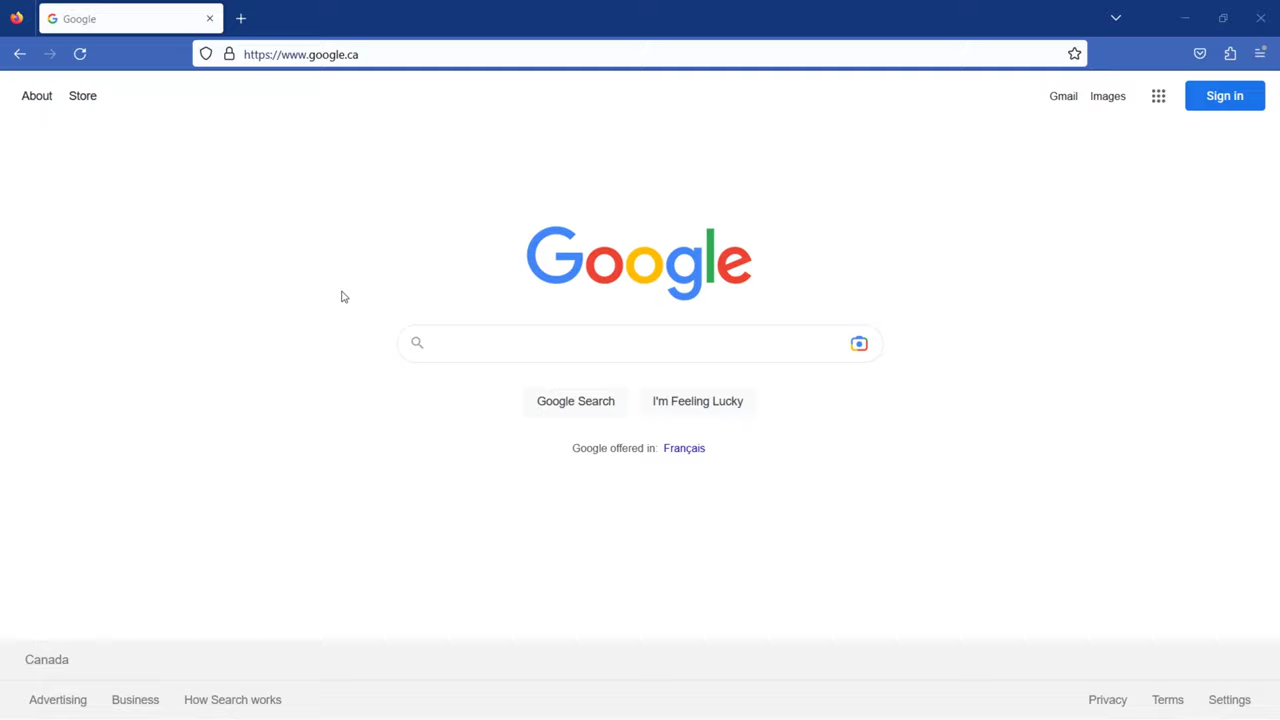 Google
https://www.google.ca
About Store Gmail Images Sign in
Google
Google Search I'm Feeling Lucky
Google offered in: Français
Canada
Advertising Business How Search works Privacy Terms Settings